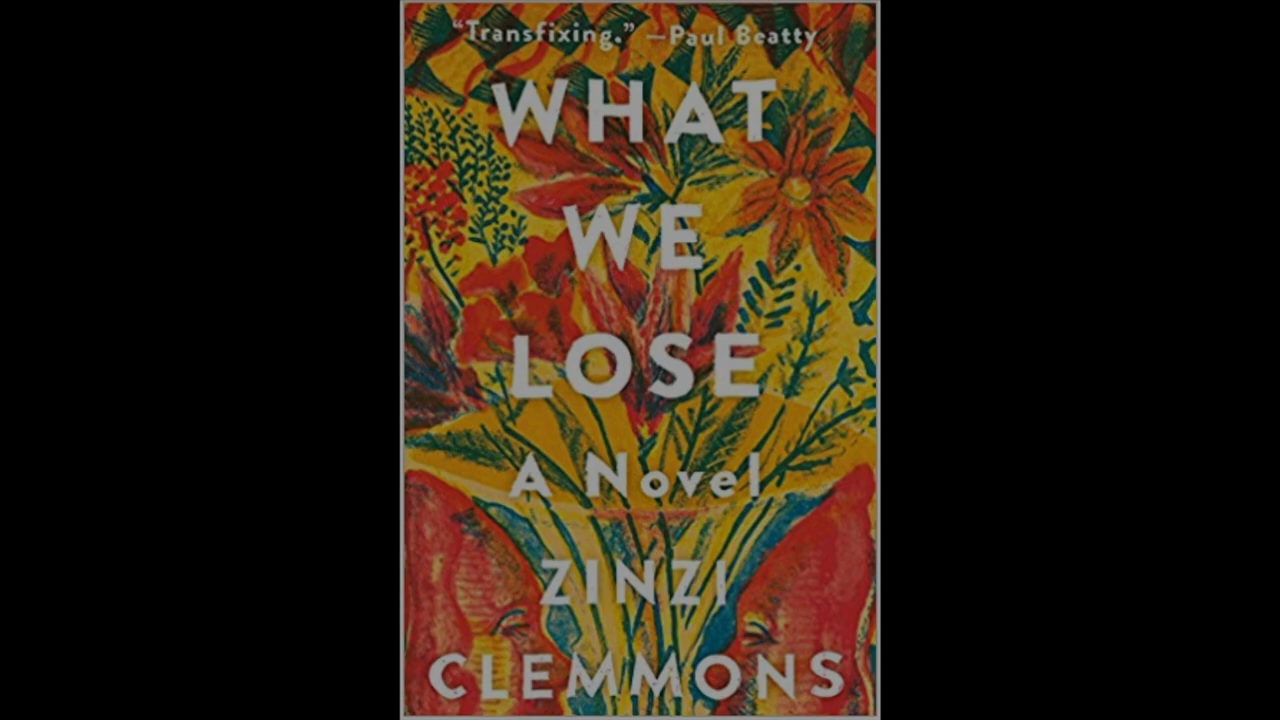 “Transfixing.” —Paul Beatty
WHAT
WE
LOSE
A Novel
ZINZI
CLEMMONS